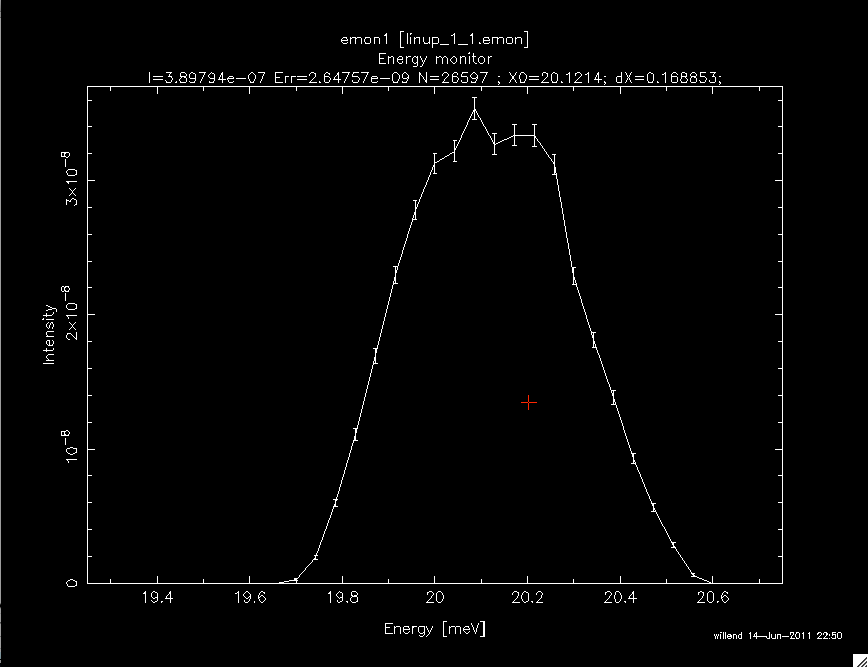 emon1 [linup_1_1.emon]
Energy monitor
I=3.89794e-07 Err=2.64757e-09 N=26597 ; X0=20.1214; dX=0.168853;
3×10⁻⁸
2×10⁻⁸
10⁻⁸
0
Intensity
19.4 19.6 19.8 20 20.2 20.4 20.6
Energy [meV]
willend 14-Jun-2011 22:50